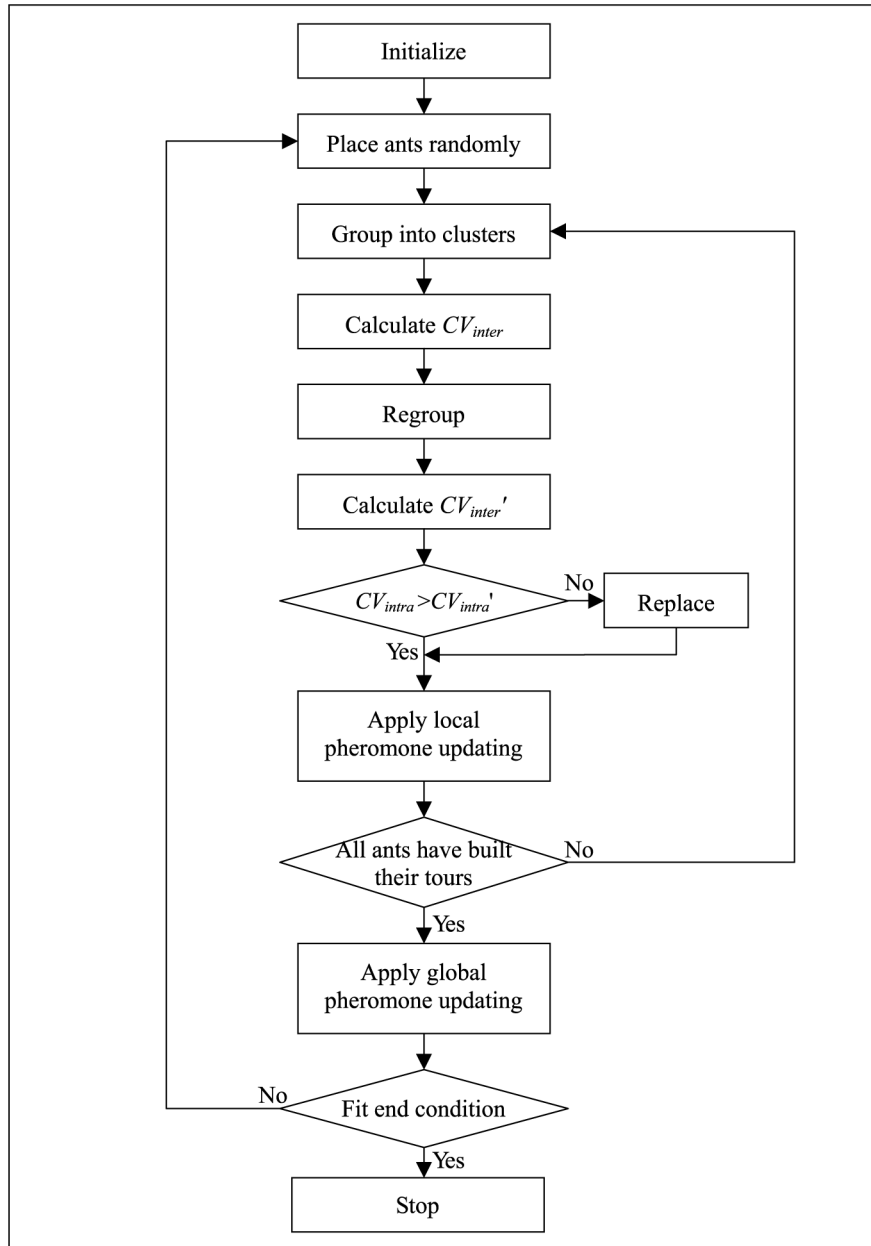 Initialize
Place ants randomly
Group into clusters
Calculate CVinter
Regroup
Calculate CVinter'
CVintra>CVintra'
No
Replace
Yes
Apply local
pheromone updating
All ants have built
their tours
No
Yes
Apply global
pheromone updating
No
Fit end condition
Yes
Stop